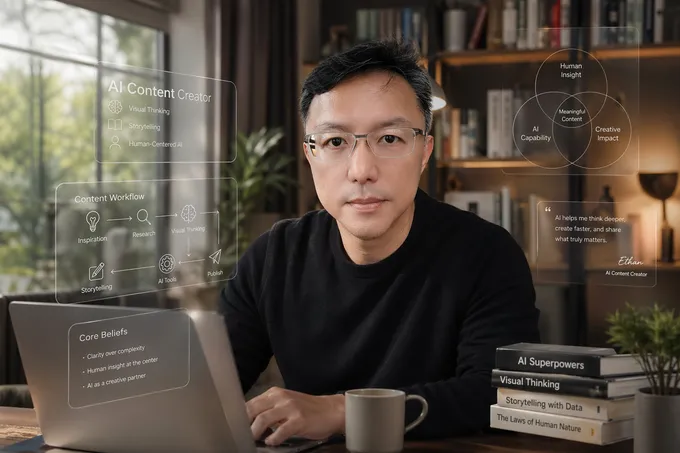 AI Content Creator
Visual Thinking
Storytelling
Human-Centered AI
Content Workflow
Inspiration
Research
Visual Thinking
Storytelling
AI Tools
Publish
Core Beliefs
• Clarity over complexity
• Human insight at the center
• AI as a creative partner
Human
Insight
AI
Capability
Meaningful
Content
Creative
Impact
“
AI helps me think deeper,
create faster, and share
what truly matters.
Ethan
AI Content Creator
AI Superpowers
Visual Thinking
Storytelling with Data
The Laws of Human Nature